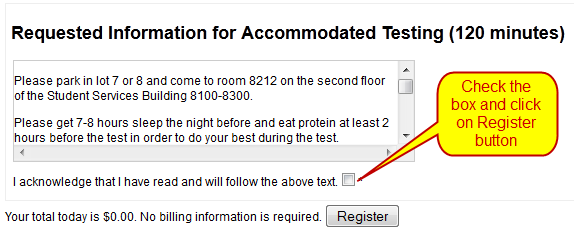 Requested Information for Accommodated Testing (120 minutes)
Please park in lot 7 or 8 and come to room 8212 on the second floor
of the Student Services Building 8100-8300.
Please get 7-8 hours sleep the night before and eat protein at least 2
hours before the test in order to do your best during the test.
Check the
box and click
on Register
button
I acknowledge that I have read and will follow the above text.
Your total today is $0.00. No billing information is required. Register